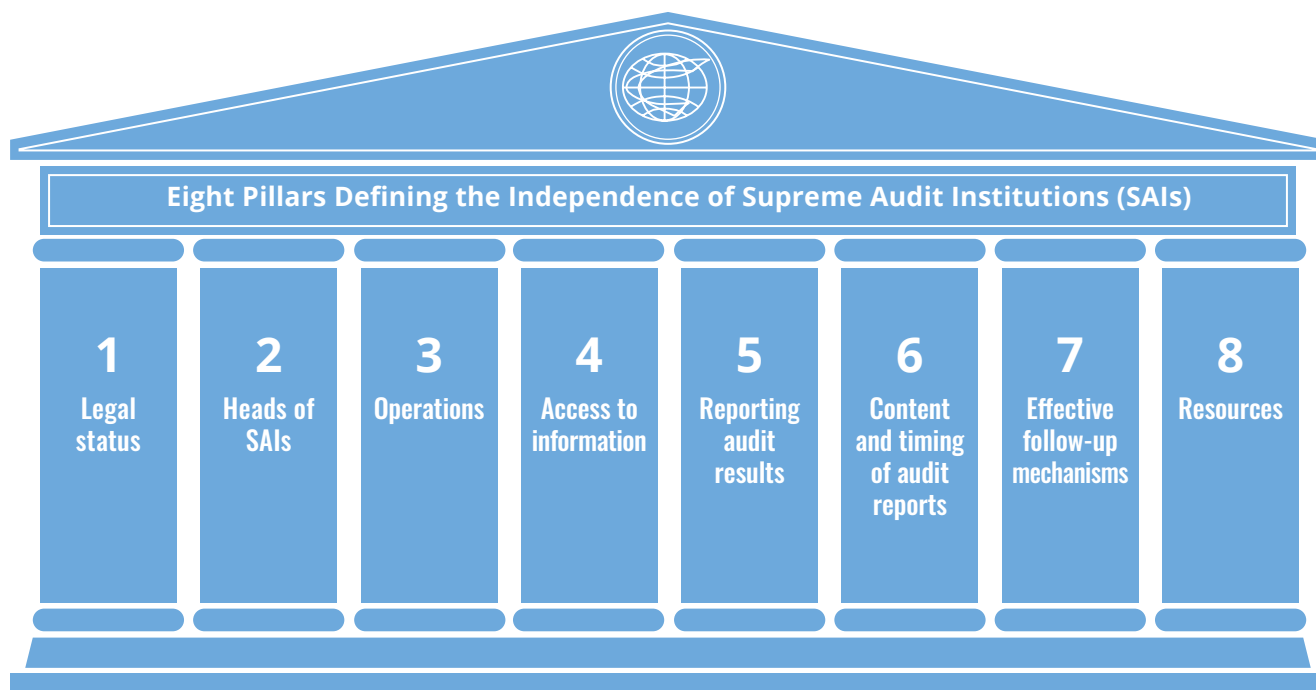 Eight Pillars Defining the Independence of Supreme Audit Institutions (SAIs)
1
Legal
status
2
Heads of
SAIs
3
Operations
4
Access to
information
5
Reporting
audit
results
6
Content
and timing
of audit
reports
7
Effective
follow-up
mechanisms
8
Resources